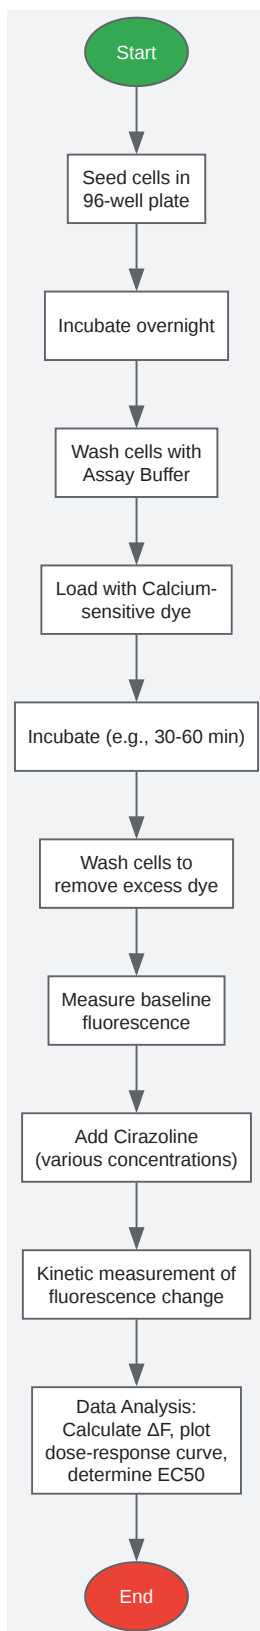 Start
Seed cells in
96-well plate
Incubate overnight
Wash cells with
Assay Buffer
Load with Calcium-
sensitive dye
Incubate (e.g., 30-60 min)
Wash cells to
remove excess dye
Measure baseline
fluorescence
Add Cirazoline
(various concentrations)
Kinetic measurement of
fluorescence change
Data Analysis:
Calculate ΔF, plot
dose-response curve,
determine EC50
End